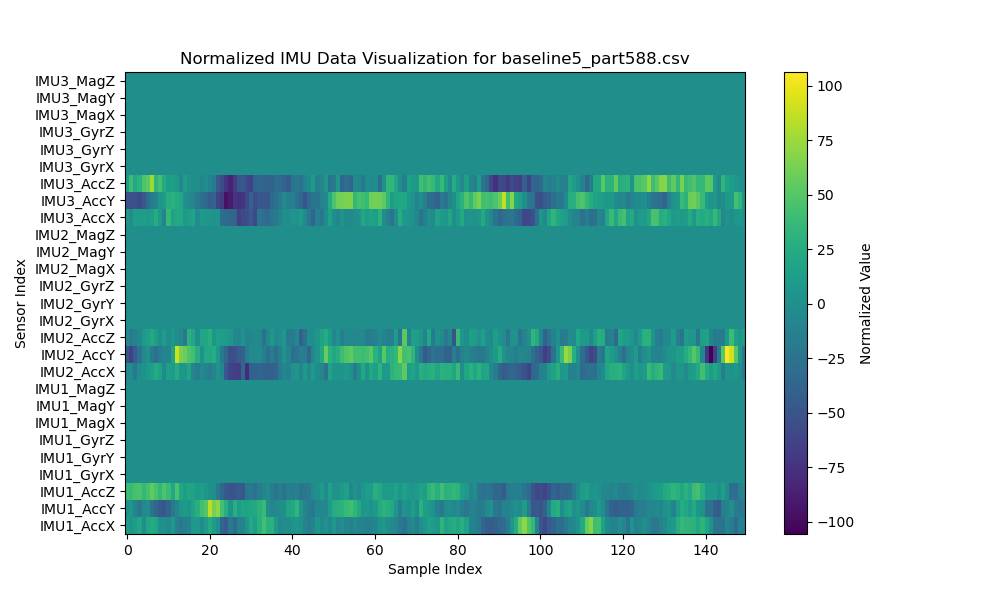 Normalized IMU Data Visualization for baseline5_part588.csv
Sensor Index
IMU3_MagZ
IMU3_MagY
IMU3_MagX
IMU3_GyrZ
IMU3_GyrY
IMU3_GyrX
IMU3_AccZ
IMU3_AccY
IMU3_AccX
IMU2_MagZ
IMU2_MagY
IMU2_MagX
IMU2_GyrZ
IMU2_GyrY
IMU2_GyrX
IMU2_AccZ
IMU2_AccY
IMU2_AccX
IMU1_MagZ
IMU1_MagY
IMU1_MagX
IMU1_GyrZ
IMU1_GyrY
IMU1_GyrX
IMU1_AccZ
IMU1_AccY
IMU1_AccX
0 20 40 60 80 100 120 140
Sample Index
100
75
50
25
0
−25
−50
−75
−100
Normalized Value